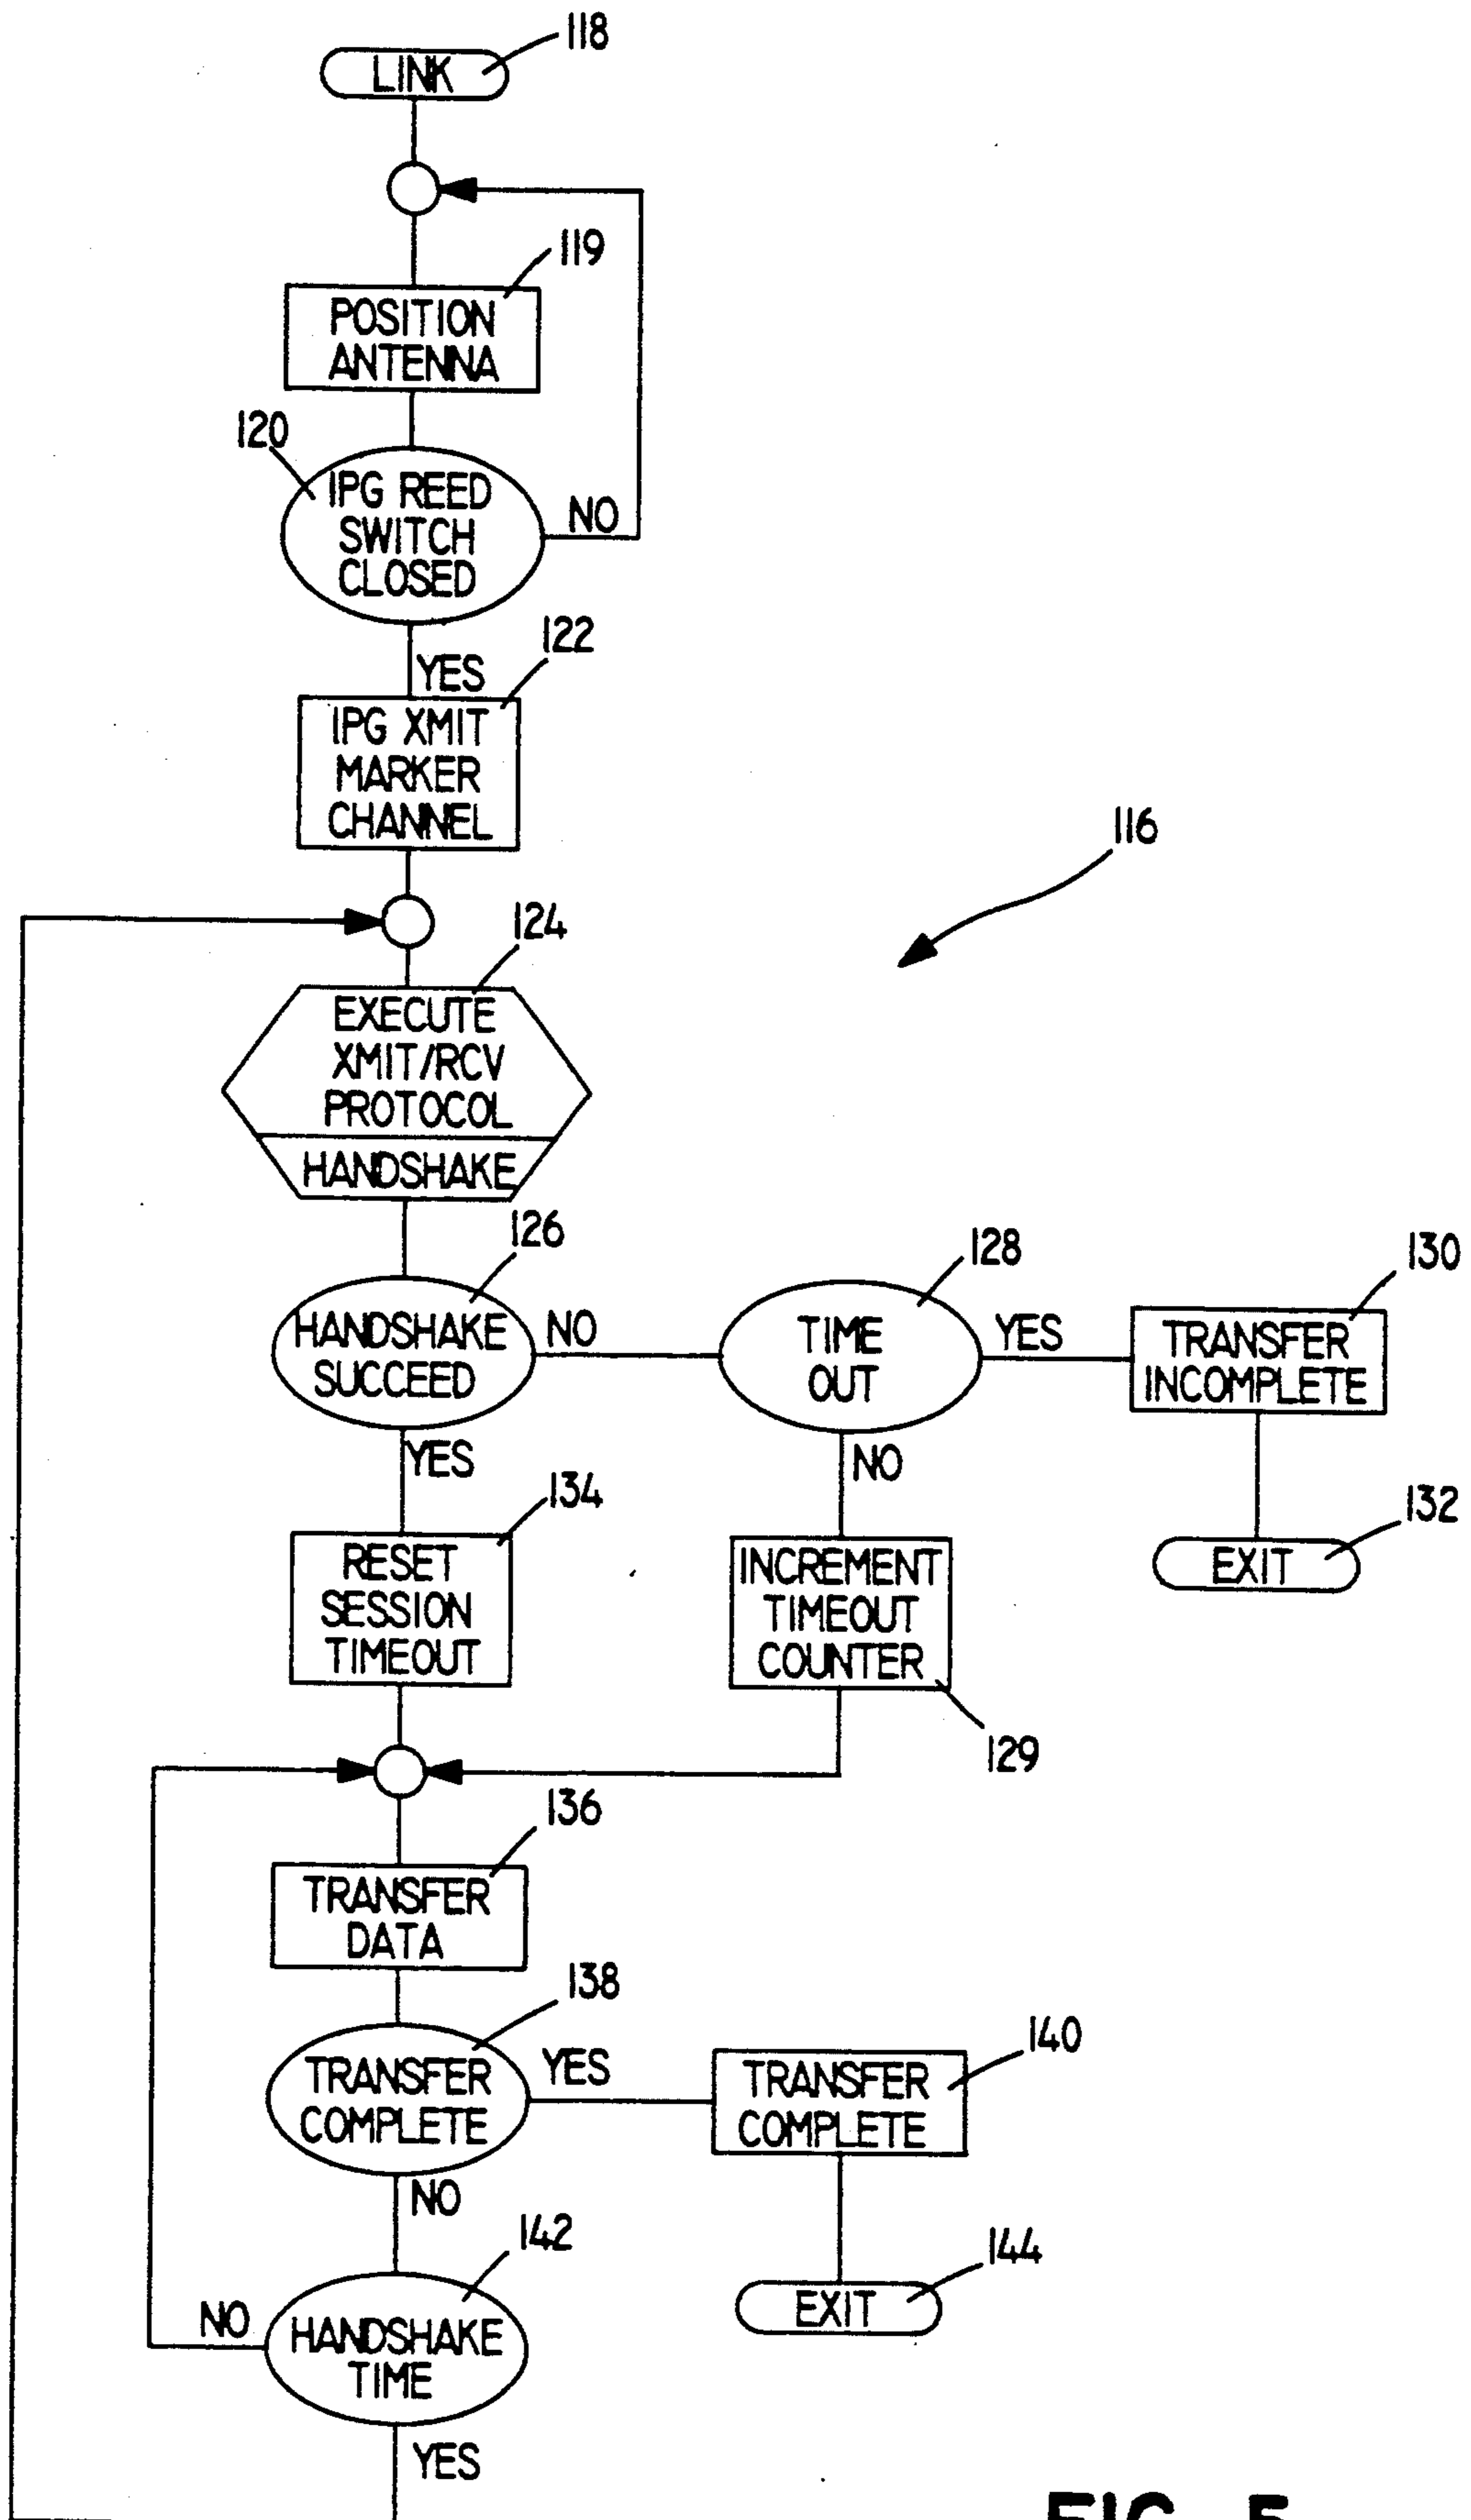 118
LINK
119
POSITION
ANTENNA
120
IPG REED
SWITCH
CLOSED
NO
YES
122
IPG XMIT
MARKER
CHANNEL
116
124
EXECUTE
XMIT/RCV
PROTOCOL
HANDSHAKE
126
HANDSHAKE
SUCCEED
NO
128
TIME
OUT
YES
130
TRANSFER
INCOMPLETE
YES
NO
132
EXIT
134
RESET
SESSION
TIMEOUT
INCREMENT
TIMEOUT
COUNTER
129
136
TRANSFER
DATA
138
TRANSFER
COMPLETE
YES
140
TRANSFER
COMPLETE
NO
142
144
EXIT
NO
HANDSHAKE
TIME
YES
FIG. 5